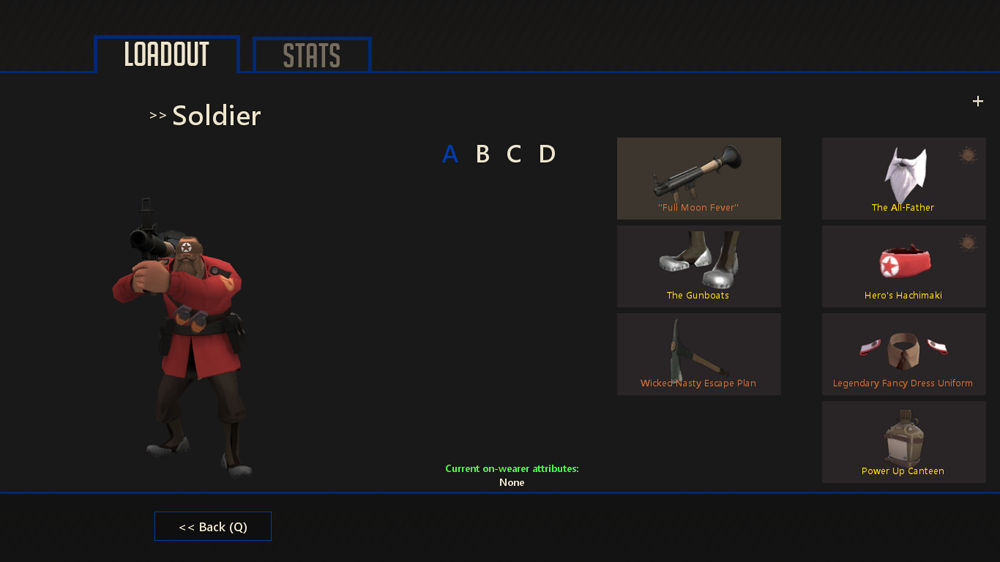 LOADOUT
STATS
+
>> Soldier
A B C D
"Full Moon Fever"
The All-Father
The Gunboats
Hero's Hachimaki
Wicked Nasty Escape Plan
Legendary Fancy Dress Uniform
Power Up Canteen
Current on-wearer attributes:
None
<< Back (Q)